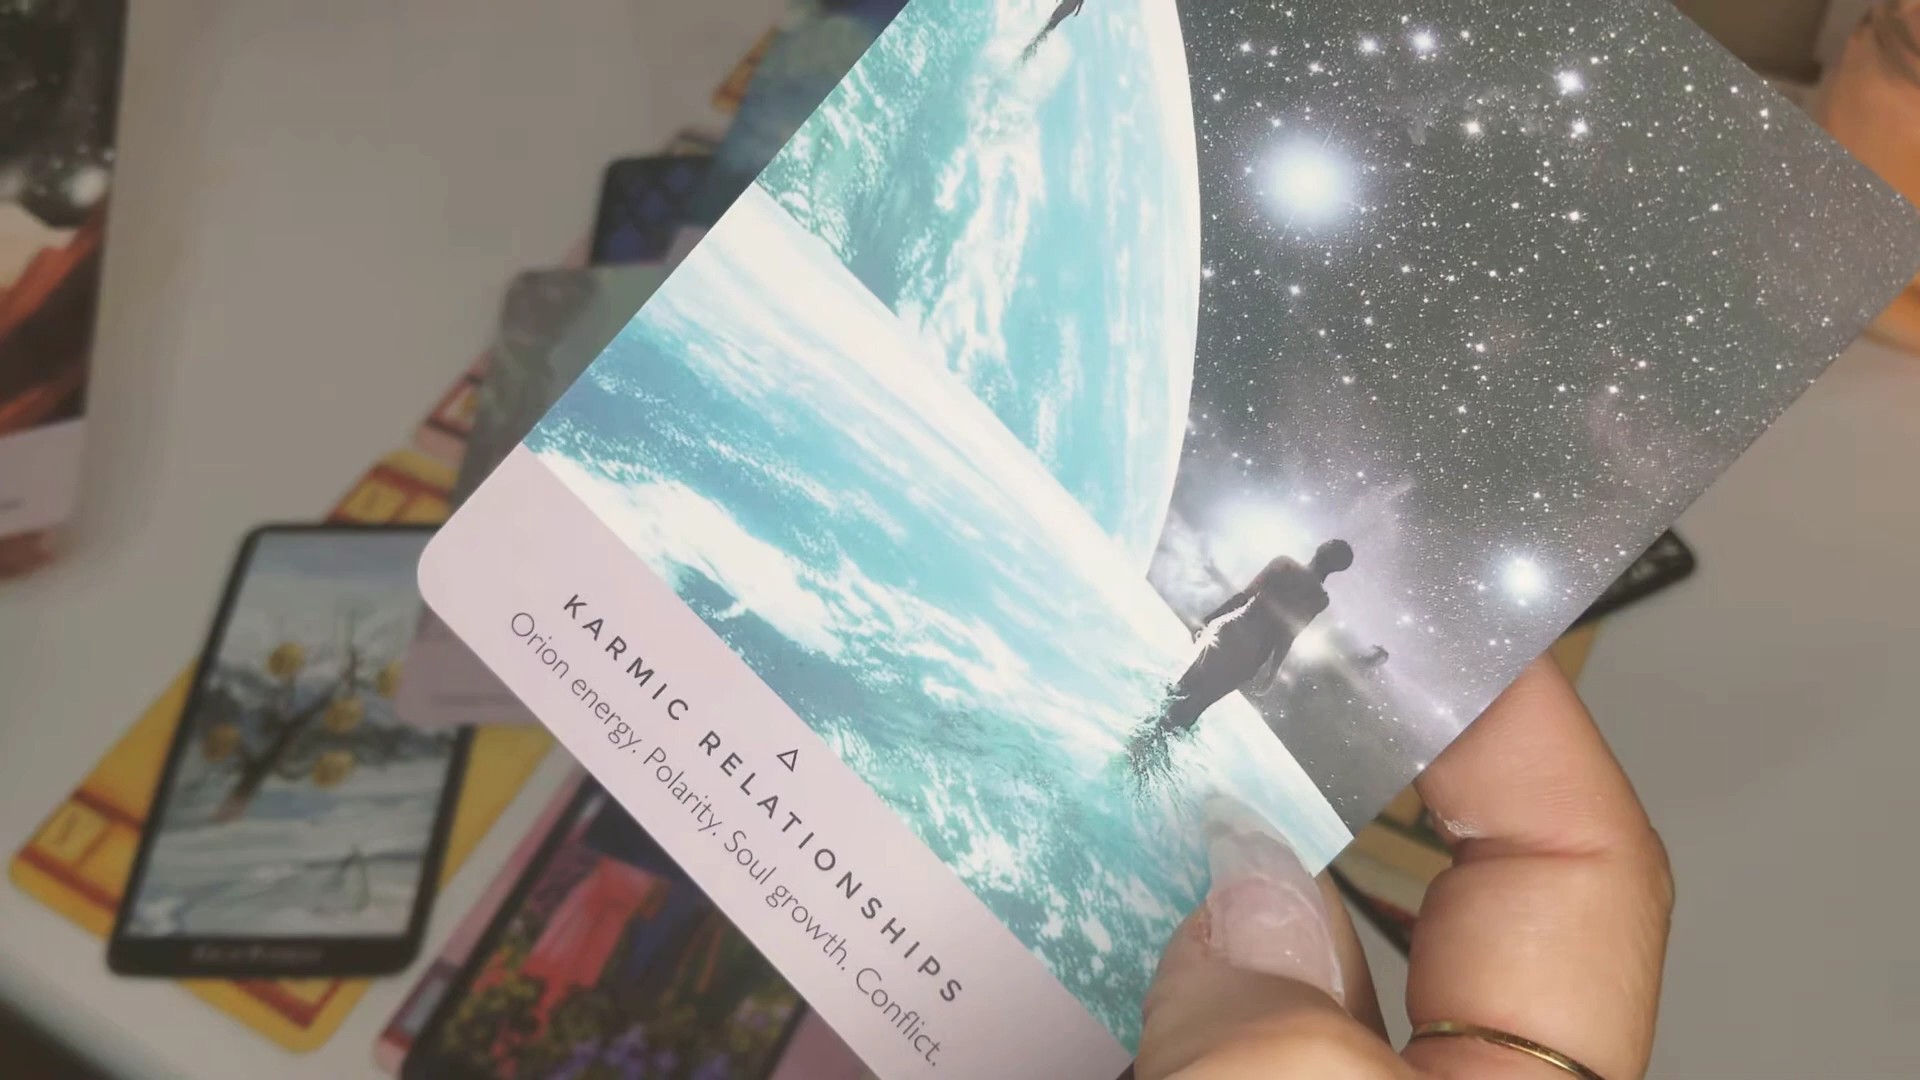 KARMIC RELATIONSHIPS
Orion energy. Polarity. Soul growth. Conflict.